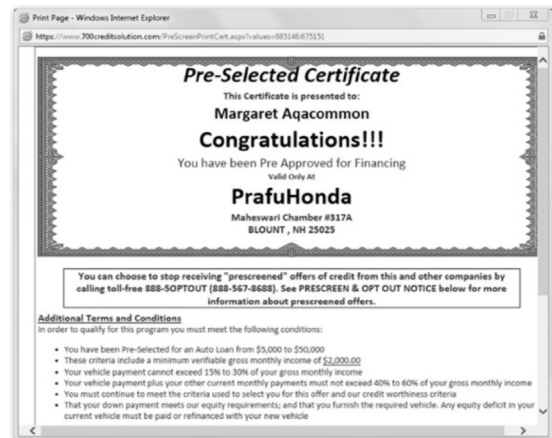 Print Page - Windows Internet Explorer
https://www.700creditsolution.com/PreScreenPrintCert.aspx?values=685146:675151
Pre-Selected Certificate
This Certificate is presented to:
Margaret Aqacommon
Congratulations!!!
You have been Pre Approved for Financing
Valid Only At
PrafuHonda
Maheswari Chamber #317A
BLOUNT , NH 25025
You can choose to stop receiving "prescreened" offers of credit from this and other companies by
calling toll-free 888-5OPTOUT (888-567-8688). See PRESCREEN & OPT OUT NOTICE below for more
information about prescreened offers.
Additional Terms and Conditions
In order to qualify for this program you must meet the following conditions:
• You have been Pre-Selected for an Auto Loan from $5,000 to $50,000
• These criteria include a minimum verifiable gross monthly income of $2,000.00
• Your vehicle payment cannot exceed 15% to 30% of your gross monthly income
• Your vehicle payment plus your other current monthly payments must not exceed 40% to 60% of your gross monthly income
• You must continue to meet the criteria used to select you for this offer and our credit worthiness criteria
• That your down payment meets our equity requirements; and that you furnish the required vehicle. Any equity deficit in your
current vehicle must be paid or refinanced with your new vehicle